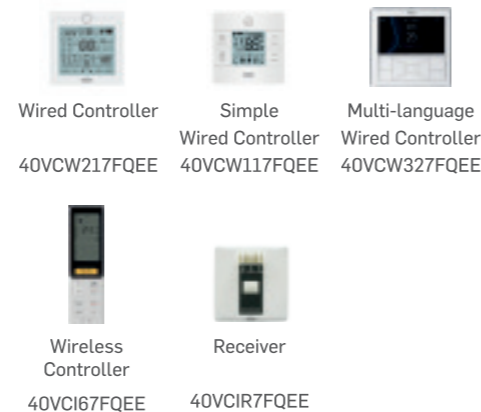 Wired Controller
40VCW217FQEE
Simple
Wired Controller
40VCW117FQEE
Multi-language
Wired Controller
40VCW327FQEE
Wireless
Controller
40VCI67FQEE
Receiver
40VCIR7FQEE